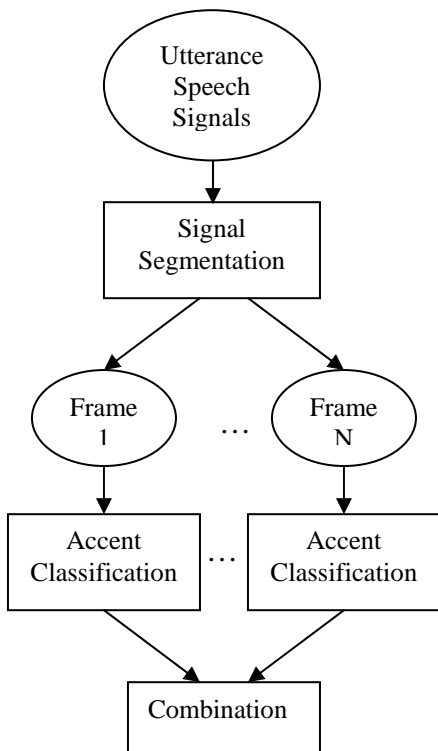 Utterance
Speech
Signals
Signal
Segmentation
Frame
1
…
Frame
N
Accent
Classification
…
Accent
Classification
Combination